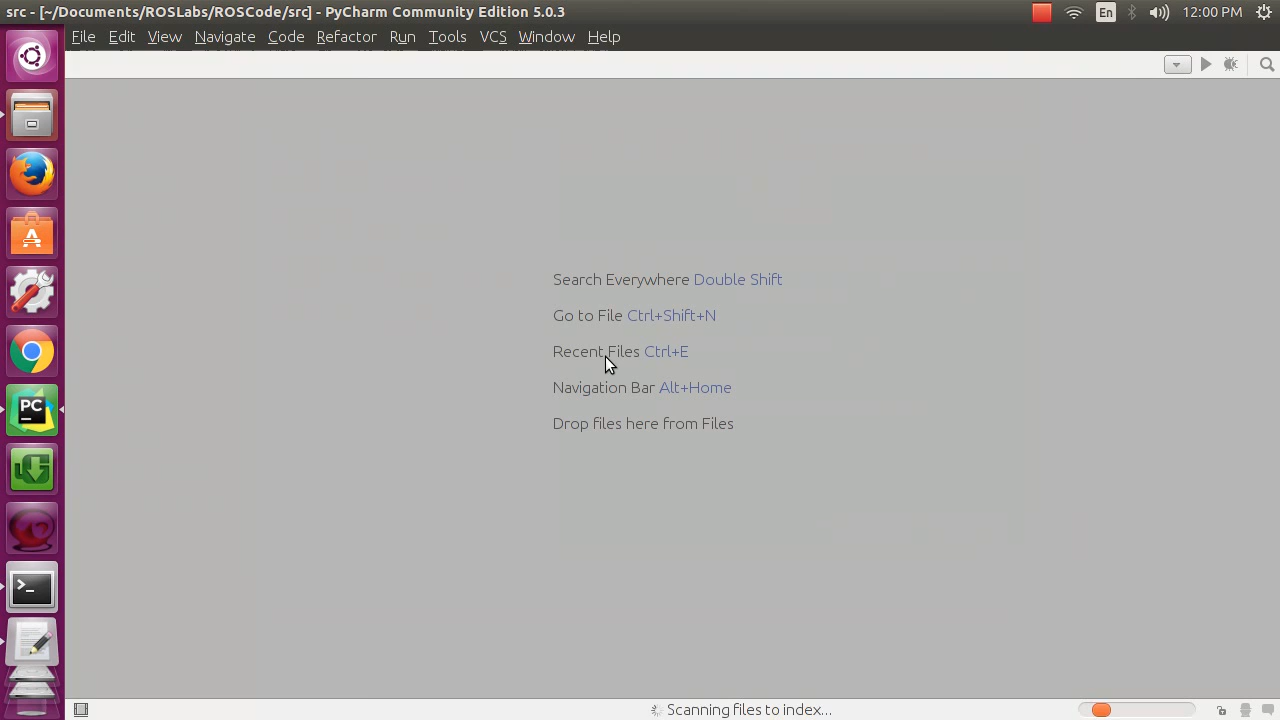 src - [~/Documents/ROSLabs/ROSCode/src] - PyCharm Community Edition 5.0.3
En
12:00 PM
File Edit View Navigate Code Refactor Run Tools VCS Window Help
Search Everywhere Double Shift
Go to File Ctrl+Shift+N
Recent Files Ctrl+E
Navigation Bar Alt+Home
Drop files here from Files
A
PC
>_
Scanning files to index...